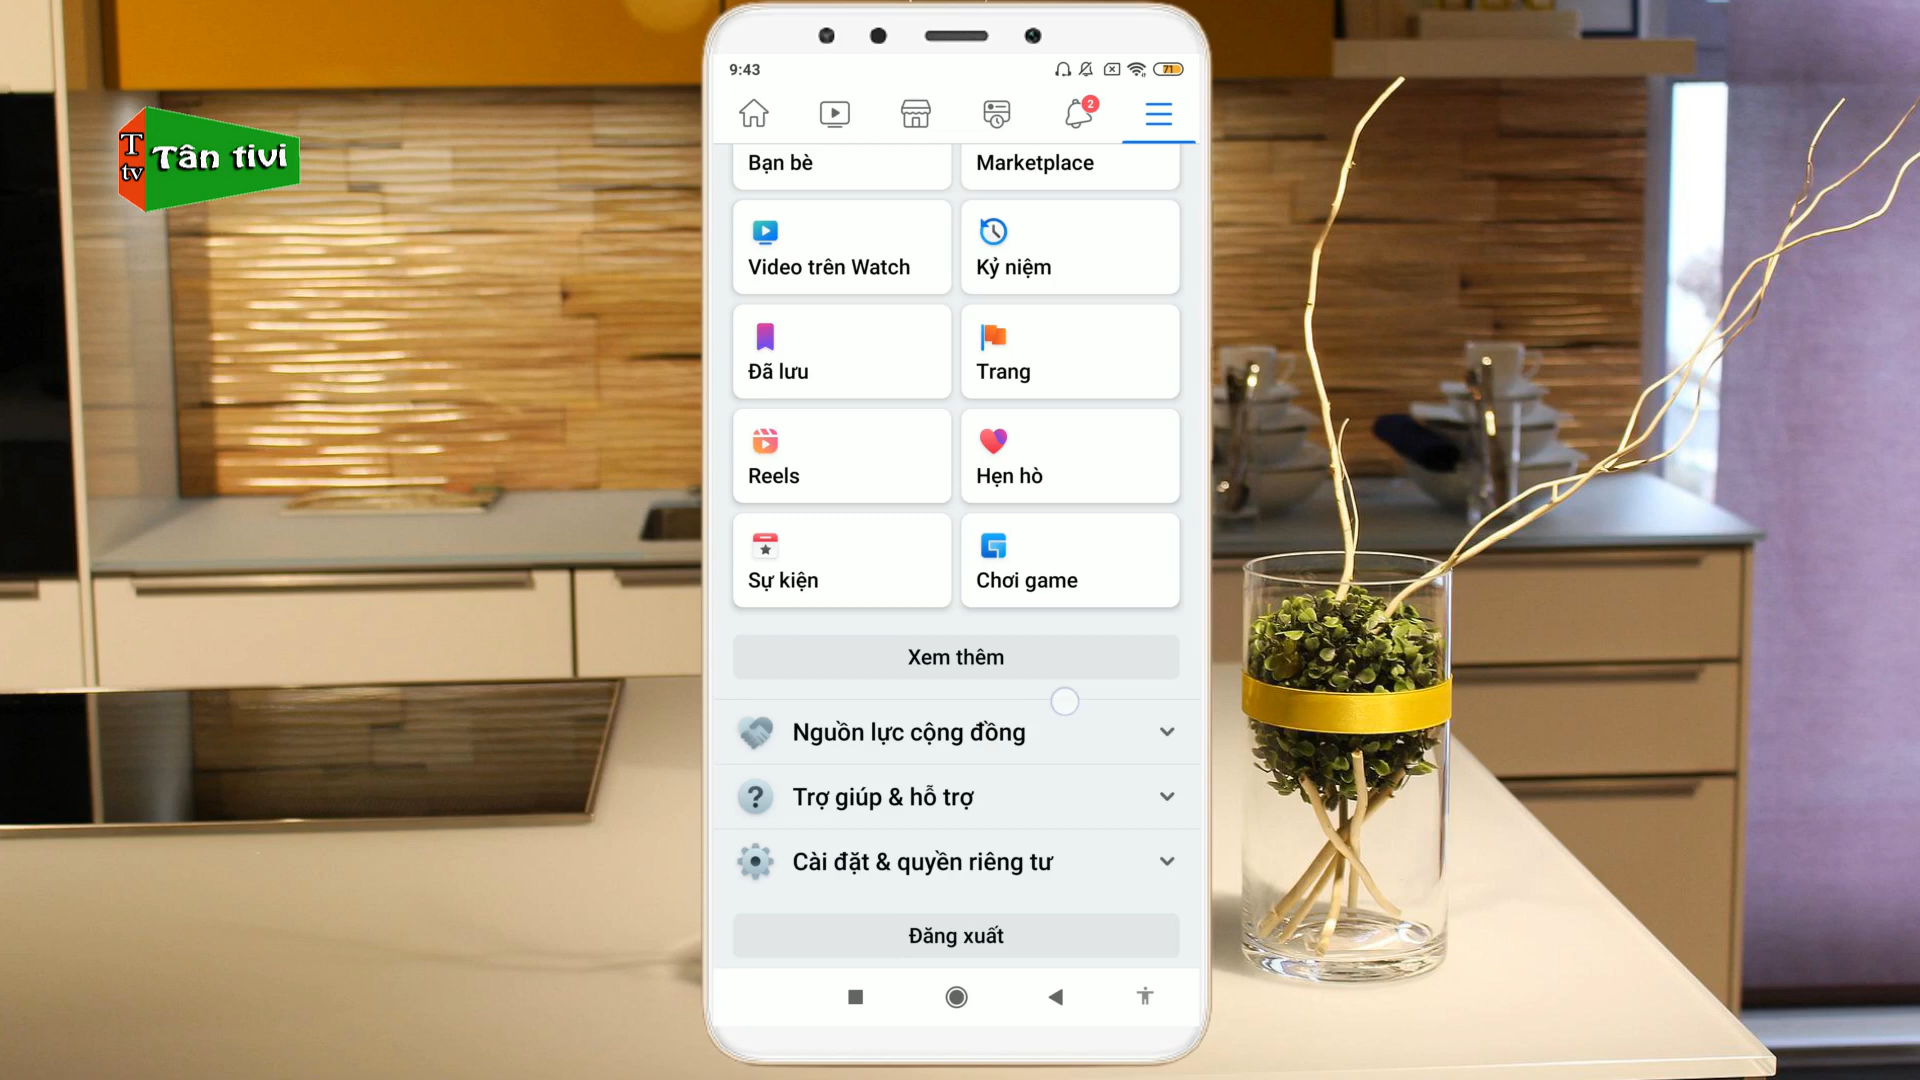 T
tv
Tân tivi
9:43
71
2
Bạn bè
Marketplace
Video trên Watch
Kỷ niệm
Đã lưu
Trang
Reels
Hẹn hò
Sự kiện
Chơi game
Xem thêm
Nguồn lực cộng đồng
Trợ giúp & hỗ trợ
Cài đặt & quyền riêng tư
Đăng xuất